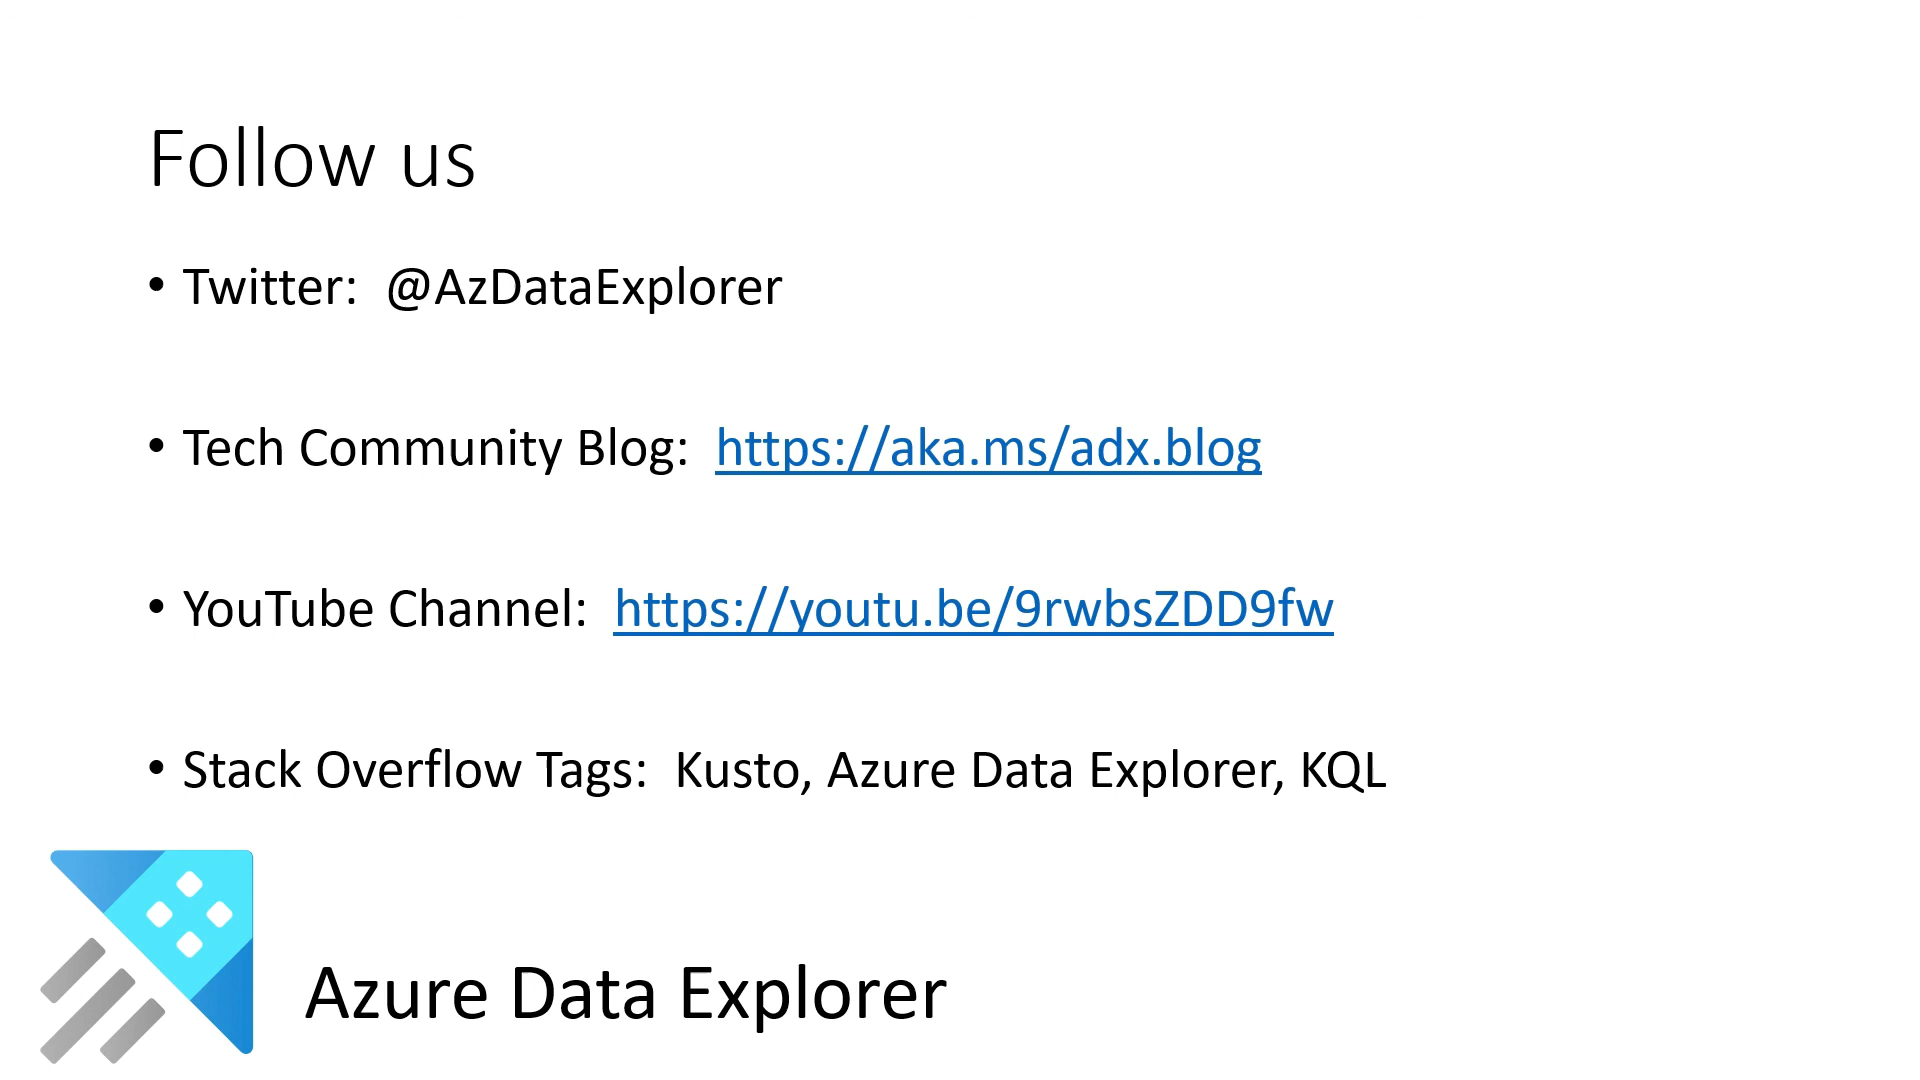 Follow us
• Twitter:  @AzDataExplorer
• Tech Community Blog:  https://aka.ms/adx.blog
• YouTube Channel:  https://youtu.be/9rwbsZDD9fw
• Stack Overflow Tags:  Kusto, Azure Data Explorer, KQL
Azure Data Explorer